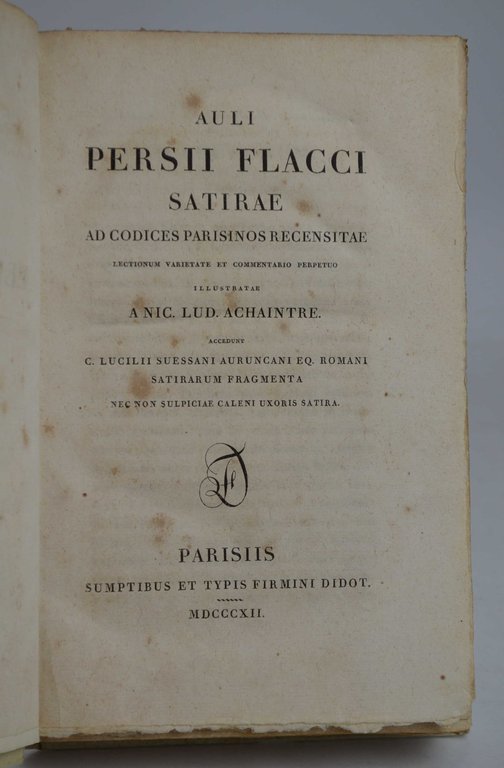 AULI
PERSII FLACCI
SATIRAE
AD CODICES PARISINOS RECENSITAE
LECTIONUM VARIETATE ET COMMENTARIO PERPETUO
ILLUSTRATAE
A NIC. LUD. ACHAINTRE.
ACCEDUNT
C. LUCILII SUESSANI AURUNCANI EQ. ROMANI
SATIRARUM FRAGMENTA
NEC NON SULPICIAE CALENI UXORIS SATIRA.
PARISIIS
SUMPTIBUS ET TYPIS FIRMINI DIDOT.
MDCCCXII.